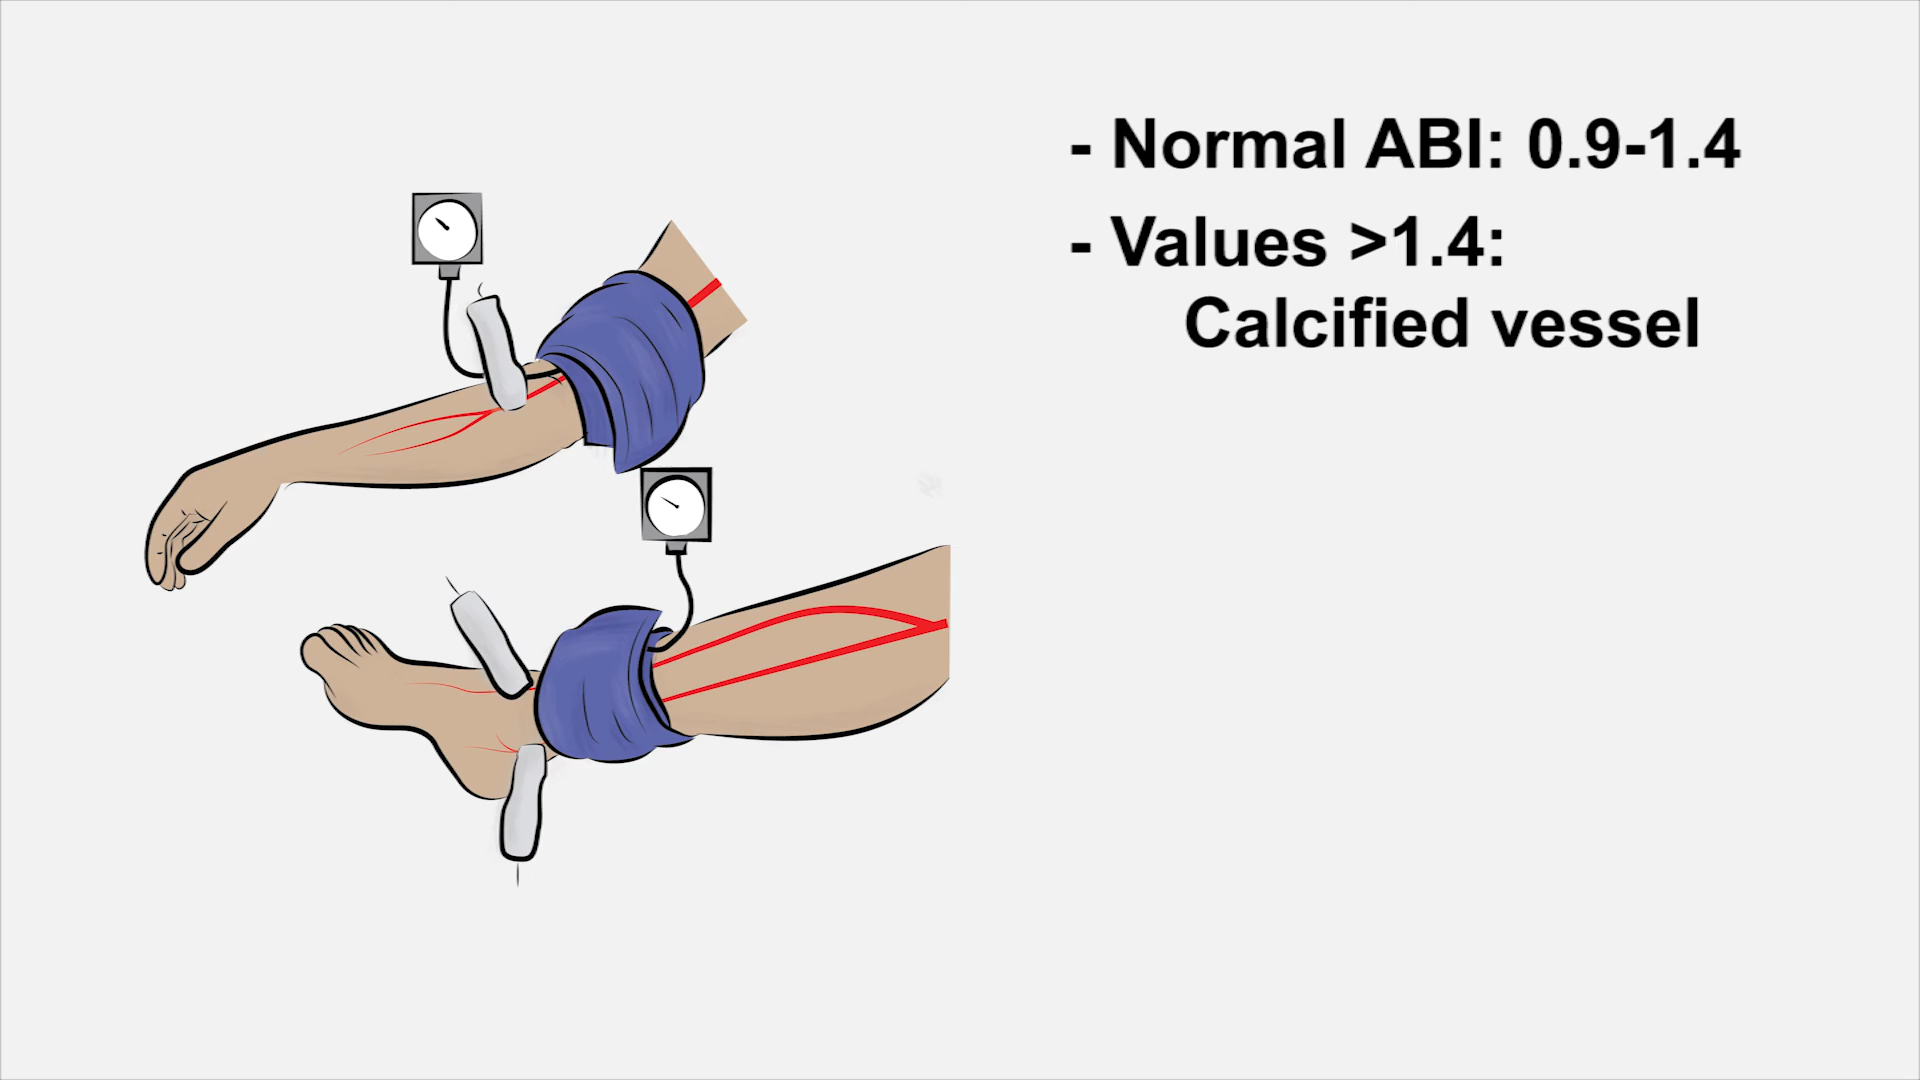 - Normal ABI: 0.9-1.4
- Values >1.4:
Calcified vessel